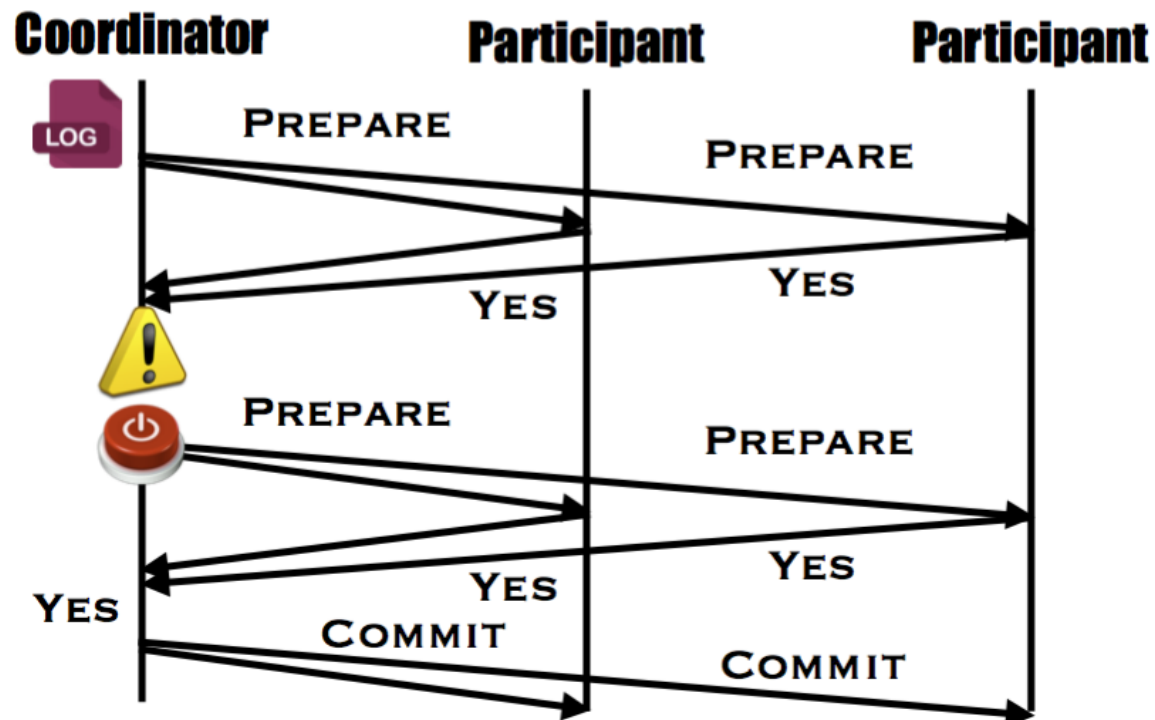 Coordinator
Participant
Participant
LOG
PREPARE
PREPARE
YES
YES
PREPARE
PREPARE
YES
YES
YES
COMMIT
COMMIT